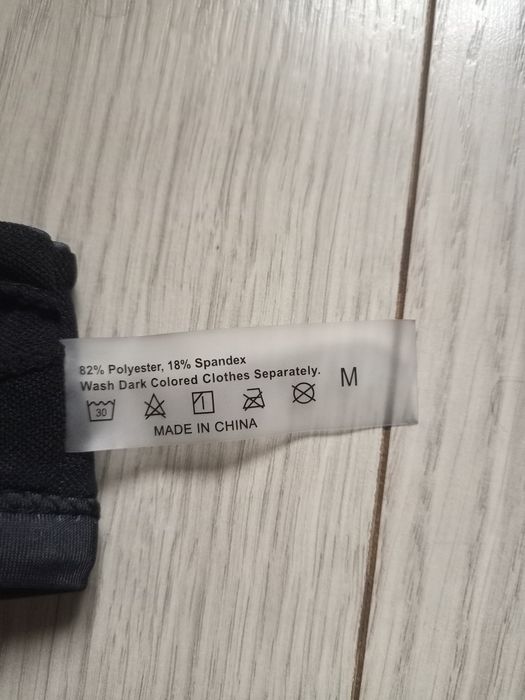 82% Polyester, 18% Spandex
Wash Dark Colored Clothes Separately.
M
30
MADE IN CHINA